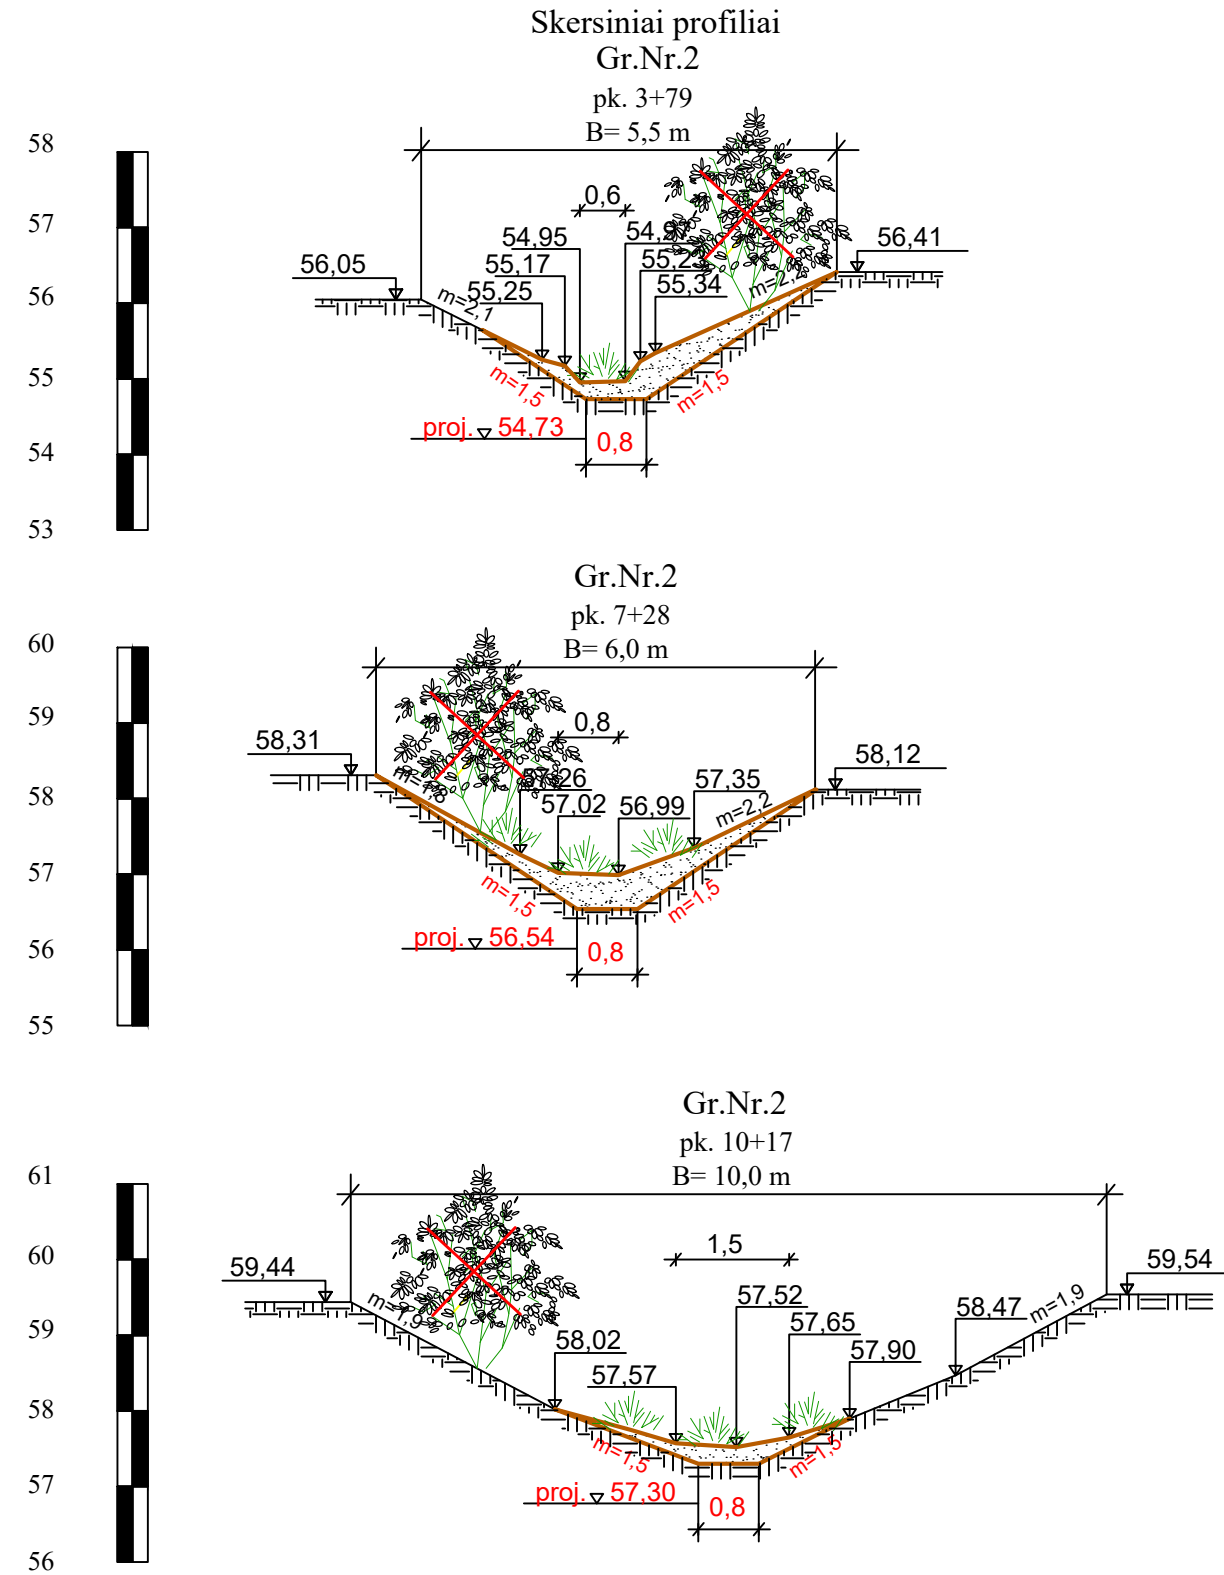 Skersiniai profiliai
Gr.Nr.2
pk. 3+79
B= 5,5 m
58
57
56
55
54
53
0,6
54,95
55,17
55,25
56,05
55,34
56,41
m=2,1
m=1,5
m=1,5
proj. 54,73
0,8
Gr.Nr.2
pk. 7+28
B= 6,0 m
60
59
58
57
56
55
0,8
58,31
57,02
56,99
57,35
58,12
m=2,2
m=1,5
m=1,5
proj. 56,54
0,8
Gr.Nr.2
pk. 10+17
B= 10,0 m
61
60
59
58
57
56
1,5
59,44
m=1,9
58,02
57,57
57,52
57,65
57,90
58,47
m=1,9
59,54
m=1,5
m=1,5
proj. 57,30
0,8